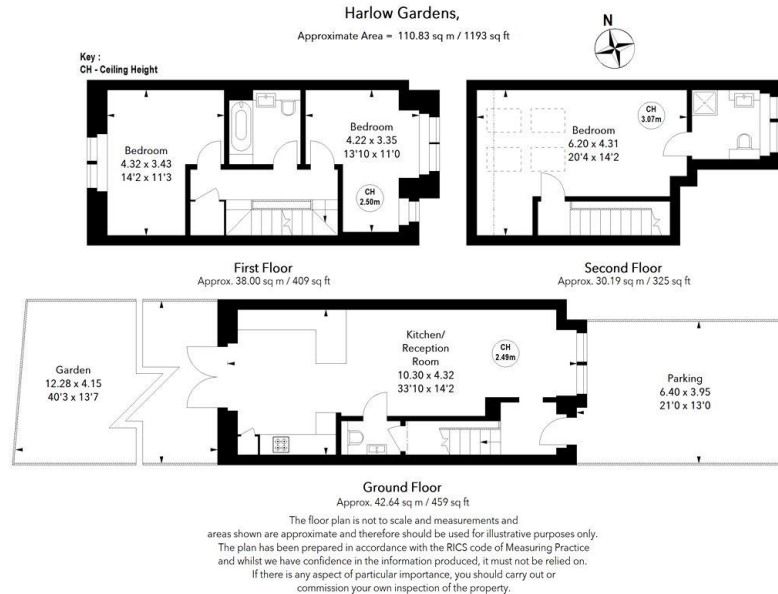 Harlow Gardens,
Approximate Area = 110.83 sq m / 1193 sq ft
N
Key :
CH - Ceiling Height
Bedroom
4.32 x 3.43
14'2 x 11'3
Bedroom
4.22 x 3.35
13'10 x 11'0
CH
2.50m
First Floor
Approx. 38.00 sq m / 409 sq ft
CH
3.07m
Bedroom
6.20 x 4.31
20'4 x 14'2
Second Floor
Approx. 30.19 sq m / 325 sq ft
Garden
12.28 x 4.15
40'3 x 13'7
Kitchen/
Reception
Room
10.30 x 4.32
33'10 x 14'2
CH
2.49m
Parking
6.40 x 3.95
21'0 x 13'0
Ground Floor
Approx. 42.64 sq m / 459 sq ft
The floor plan is not to scale and measurements and
areas shown are approximate and therefore should be used for illustrative purposes only.
The plan has been prepared in accordance with the RICS code of Measuring Practice
and whilst we have confidence in the information produced, it must not be relied on.
If there is any aspect of particular importance, you should carry out or
commission your own inspection of the property.